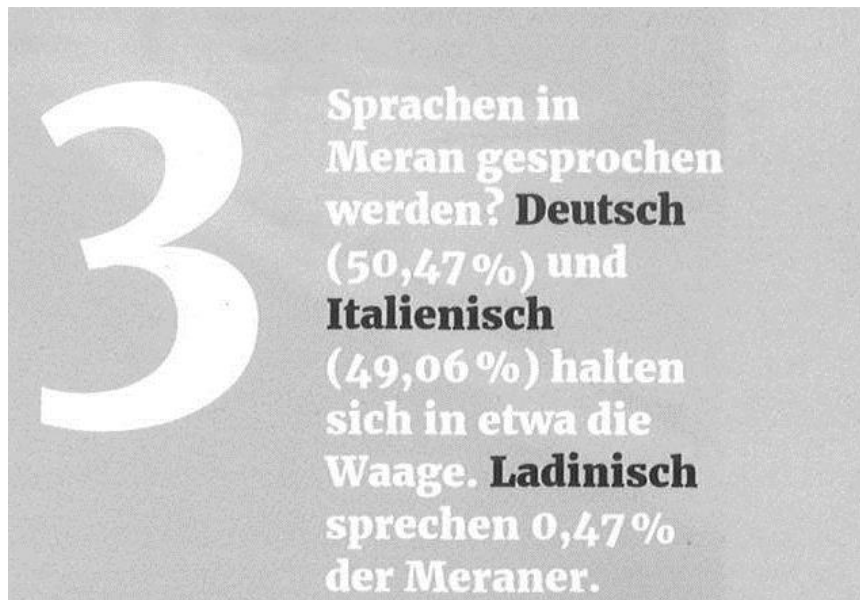 3
Sprachen in
Meran gesprochen
werden? Deutsch
(50,47 %) und
Italienisch
(49,06 %) halten
sich in etwa die
Waage. Ladinisch
sprechen 0,47 %
der Meraner.